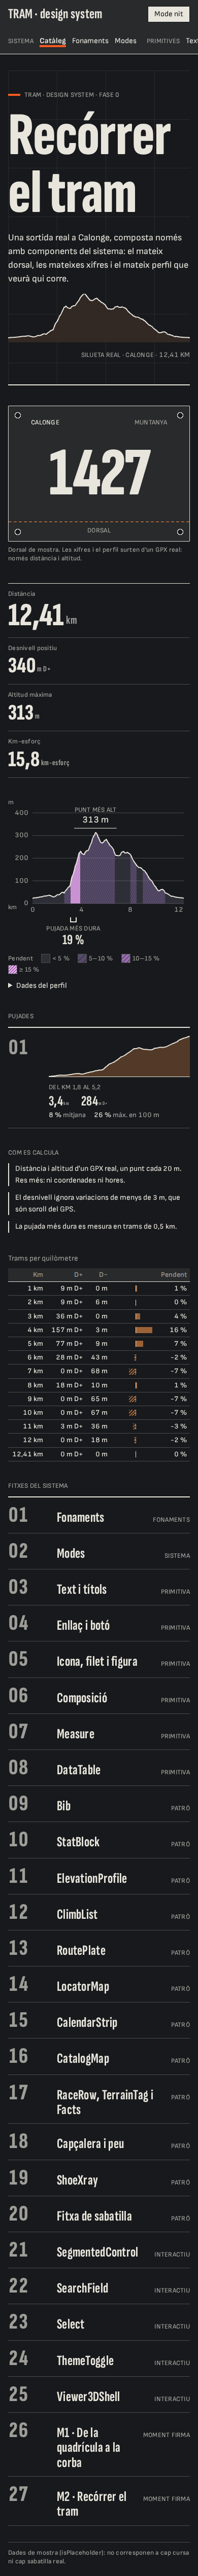 TRAM · design system
Mode nit
SISTEMA Catàleg Fonaments Modes PRIMITIVES Tex
TRAM · DESIGN SYSTEM · FASE 0
Recórrer
el tram
Una sortida real a Calonge, composta només
amb components del sistema: el mateix
dorsal, les mateixes xifres i el mateix perfil que
veurà qui corre.
SILUETA REAL · CALONGE · 12,41 KM
CALONGE MUNTANYA
1427
DORSAL
Dorsal de mostra. Les xifres i el perfil surten d'un GPX real:
només distància i altimetria.
Distància
12,41 km
Desnivell positiu
340 m D+
Altitud màxima
313 m
Km-esforç
15,8 km-esforç
m
PUNT MÉS ALT
313 m
400
300
200
100
0
km 0 4 8 12
PUJADA MÉS DURA
19 %
Pendent < 5 % 5–10 % 10–15 %
≥ 15 %
Dades del perfil
PUJADES
01
DEL KM 1,8 AL 5,2
3,4 km 284 m D+
8 % mitjana 26 % màx. en 100 m
COM ES CALCULA
Distància i altitud d'un GPX real, un punt cada 20 m.
Res més: ni coordenades ni hores.
El desnivell ignora variacions de menys de 3 m, que
són soroll del GPS.
La pujada més dura es mesura en trams de 0,5 km.
Trams per quilòmetre
Km D+ D− Pendent
1 km 9 m D+ 0 m 1 %
2 km 9 m D+ 6 m 0 %
3 km 36 m D+ 0 m 4 %
4 km 157 m D+ 3 m 16 %
5 km 77 m D+ 9 m 7 %
6 km 28 m D+ 43 m -2 %
7 km 0 m D+ 68 m -7 %
8 km 18 m D+ 10 m 1 %
9 km 0 m D+ 65 m -7 %
10 km 0 m D+ 67 m -7 %
11 km 3 m D+ 36 m -3 %
12 km 0 m D+ 18 m -2 %
12,41 km 0 m D+ 0 m 0 %
FITXES DEL SISTEMA
01 Fonaments FONAMENTS
02 Modes SISTEMA
03 Text i títols PRIMITIVA
04 Enllaç i botó PRIMITIVA
05 Icona, filet i figura PRIMITIVA
06 Composició PRIMITIVA
07 Measure PRIMITIVA
08 DataTable PRIMITIVA
09 Bib PATRÓ
10 StatBlock PATRÓ
11 ElevationProfile PATRÓ
12 ClimbList PATRÓ
13 RoutePlate PATRÓ
14 LocatorMap PATRÓ
15 CalendarStrip PATRÓ
16 CatalogMap PATRÓ
17 RaceRow, TerrainTag i PATRÓ
Facts
18 Capçalera i peu PATRÓ
19 ShoeXray PATRÓ
20 Fitxa de sabatilla PATRÓ
21 SegmentedControl INTERACTIU
22 SearchField INTERACTIU
23 Select INTERACTIU
24 ThemeToggle INTERACTIU
25 Viewer3DShell INTERACTIU
26 M1 · De la MOMENT FIRMA
quadrícula a la
corba
27 M2 · Recórrer el MOMENT FIRMA
tram
Dades de mostra (isPlaceholder): no corresponen a cap cursa
ni cap sabatilla real.